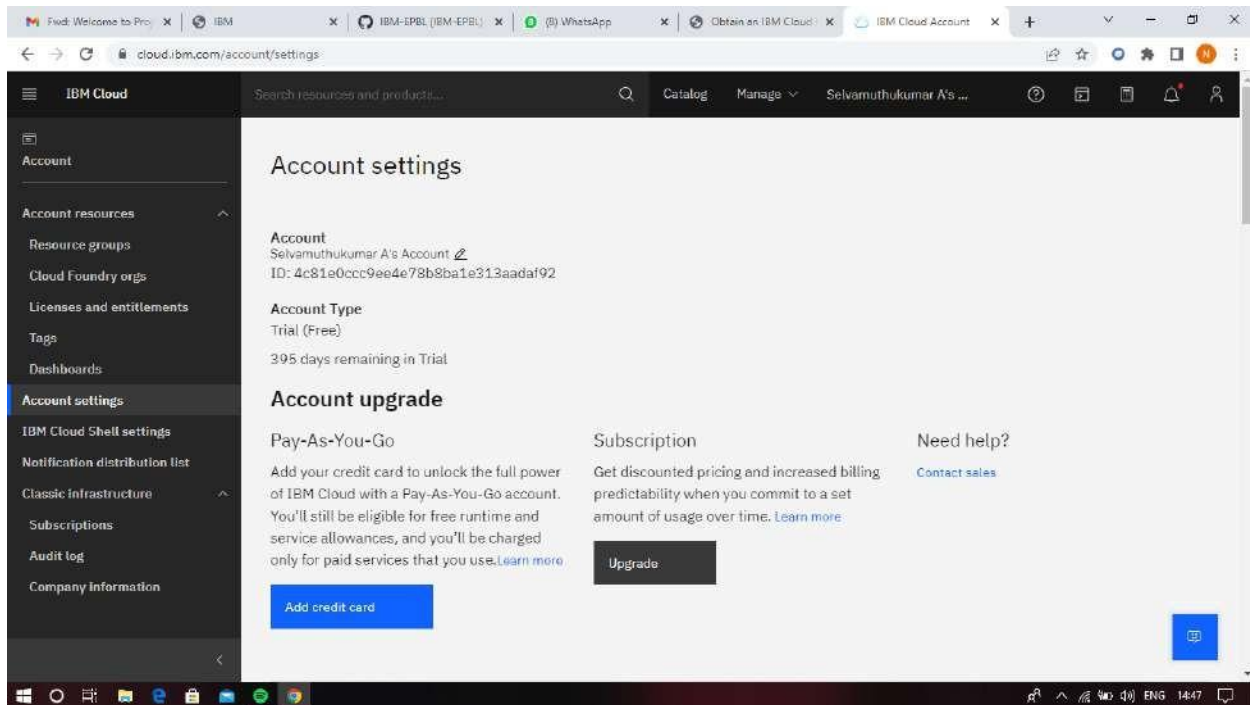 Fwd: Welcome to Proj
IBM
IBM-EPBL (IBM-EPBL)
(8) WhatsApp
Obtain an IBM Cloud
IBM Cloud Account
cloud.ibm.com/account/settings
N
IBM Cloud
Search resources and products...
Catalog
Manage
Selvamuthukumar A's ...
Account
Account resources
Resource groups
Cloud Foundry orgs
Licenses and entitlements
Tags
Dashboards
Account settings
IBM Cloud Shell settings
Notification distribution list
Classic infrastructure
Subscriptions
Audit log
Company information
Account settings
Account
Selvamuthukumar A's Account
ID: 4c81e0ccc9ee4e78b8ba1e313aadaf92
Account Type
Trial (Free)
395 days remaining in Trial
Account upgrade
Pay-As-You-Go
Add your credit card to unlock the full power
of IBM Cloud with a Pay-As-You-Go account.
You'll still be eligible for free runtime and
service allowances, and you'll be charged
only for paid services that you use.Learn more
Add credit card
Subscription
Get discounted pricing and increased billing
predictability when you commit to a set
amount of usage over time. Learn more
Upgrade
Need help?
Contact sales
ENG
14:47